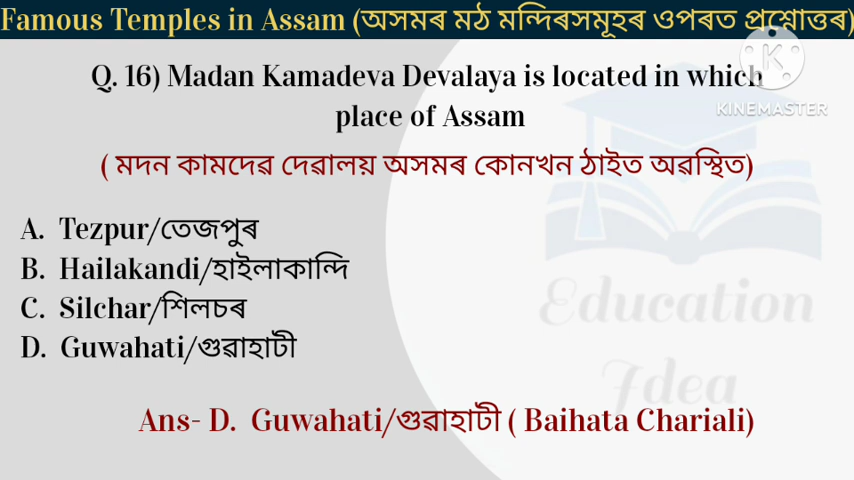 Famous Temples in Assam (অসমৰ মঠ মন্দিৰসমূহৰ ওপৰত প্ৰশ্নোত্তৰ)
KINEMASTER
Q. 16) Madan Kamadeva Devalaya is located in which
place of Assam
( মদন কামদেৱ দেৱালয় অসমৰ কোনখন ঠাইত অৱস্থিত)
A. Tezpur/তেজপুৰ
B. Hailakandi/হাইলাকান্দি
C. Silchar/শিলচৰ
D. Guwahati/গুৱাহাটী
Education
Idea
Ans- D. Guwahati/গুৱাহাটী ( Baihata Chariali)